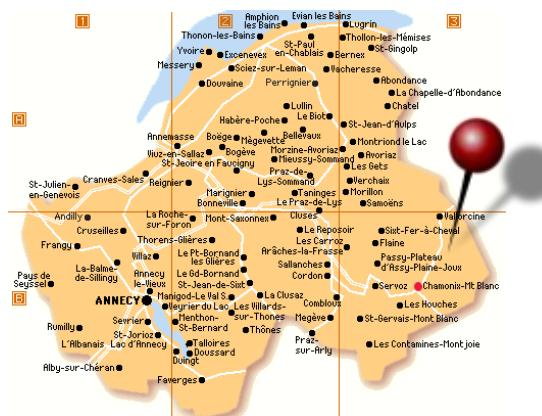 1
2
3
A
B
Amphion
les Bains
Evian les Bains
Lugrin
Thonon-les-Bains
St-Paul
en-Chablais
Thollon-les-Mémises
St-Gingolp
Yvoire
Excenevex
Bernex
Messery
Sciez-sur-Leman
Vacheresse
Douvaine
Perrignier
Abondance
La Chapelle-d'Abondance
Lullin
Chatel
Habère-Poche
Le Biot
St-Jean-d'Aulps
Annemasse
Boëge
Mègevette
Bellevaux
Montriond le Lac
Viuz-en-Sallaz
Bogève
Morzine-Avoriaz
Avoriaz
St-Jeoire en Faucigny
Mieussy-Sommand
Les Gets
Cranves-Sales
Praz-de-
Lys-Sommand
Verchaix
St-Julien-
en-Genevois
Reignier
Marignier
Taninges
Morillon
Bonneville
Le Praz-de-Lys
Samoëns
Andilly
La Roche-
sur-Foron
Mont-Saxonnex
Cluses
Vallorcine
Cruseilles
Le Reposoir
Sixt-Fer-à-Cheval
Frangy
Thorens-Glières
Les Carroz
Flaine
Villaz
Le Pt-Bornand
les Glières
Arâches-la-Frasse
La-Balme-
de-Sillingy
Passy-Plateau
d'Assy-Plaine-Joux
Pays de
Seyssel
Annecy
le-Vieux
Le Gd-Bornand
Sallanches
St-Jean-de-Sixt
Cordon
Servoz
Chamonix-Mt Blanc
ANNECY
Manigod-Le Val S.
La Clusaz
Combloux
Veyrier du Lac
Les Villards-
sur-Thones
Les Houches
Rumilly
Sevrier
Menthon-
St-Bernard
Megève
St-Gervais-Mont Blanc
St-Jorioz
Thônes
L'Albanais
Lac d'Annecy
Talloires
Praz-
sur-Arly
Les Contamines-Montjoie
Doussard
Duingt
Alby-sur-Chéran
Faverges